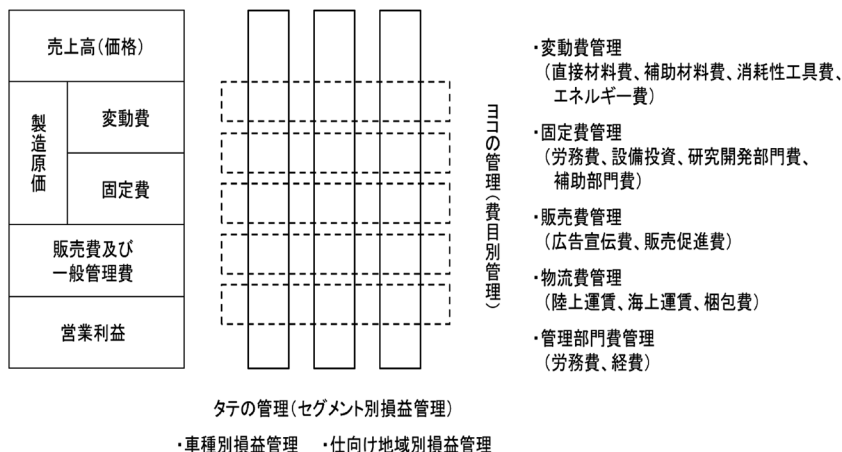 売上高(価格)
製造原価
変動費
固定費
販売費及び
一般管理費
営業利益
ヨコの管理(費目別管理)
・変動費管理
(直接材料費、補助材料費、消耗性工具費、
エネルギー費)
・固定費管理
(労務費、設備投資、研究開発部門費、
補助部門費)
・販売費管理
(広告宣伝費、販売促進費)
・物流費管理
(陸上運賃、海上運賃、梱包費)
・管理部門費管理
(労務費、経費)
タテの管理(セグメント別損益管理)
・車種別損益管理 ・仕向け地域別損益管理